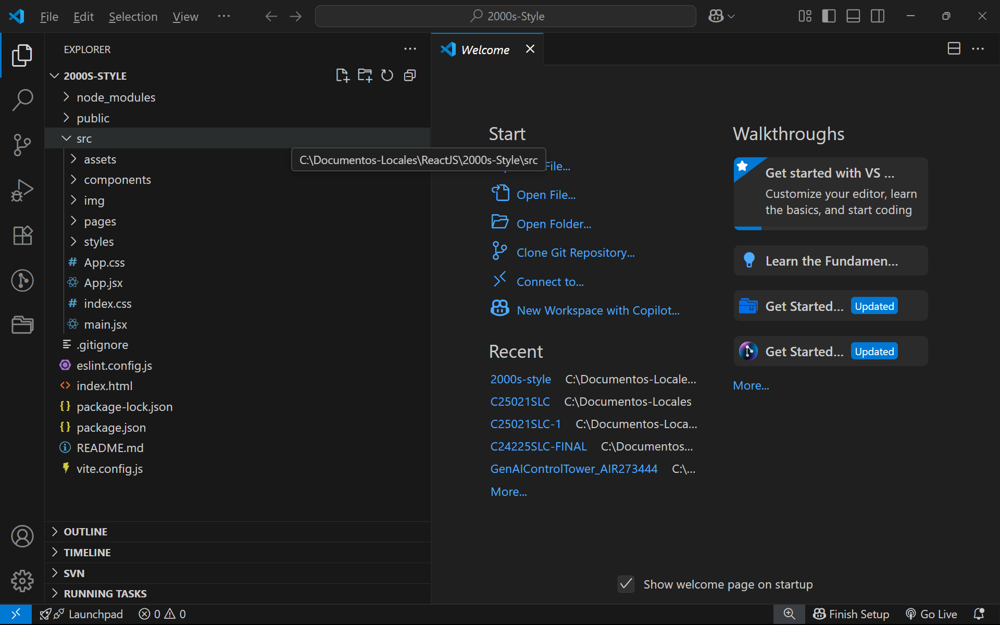 File Edit Selection View
2000s-Style
EXPLORER
Welcome
2000S-STYLE
node_modules
public
src
C:\Documentos-Locales\ReactJS\2000s-Style\src
assets
components
img
pages
styles
App.css
App.jsx
index.css
main.jsx
.gitignore
eslint.config.js
index.html
package-lock.json
package.json
README.md
vite.config.js
OUTLINE
TIMELINE
SVN
RUNNING TASKS
Start
File...
Open File...
Open Folder...
Clone Git Repository...
Connect to...
New Workspace with Copilot...
Recent
2000s-style C:\Documentos-Locale...
C25021SLC C:\Documentos-Locales
C25021SLC-1 C:\Documentos-Loca...
C24225SLC-FINAL C:\Documentos...
GenAIControlTower_AIR273444 C:\...
More...
Walkthroughs
Get started with VS ...
Customize your editor, learn
the basics, and start coding
Learn the Fundamen...
Get Started... Updated
Get Started... Updated
More...
Show welcome page on startup
Launchpad 0 0 Finish Setup Go Live